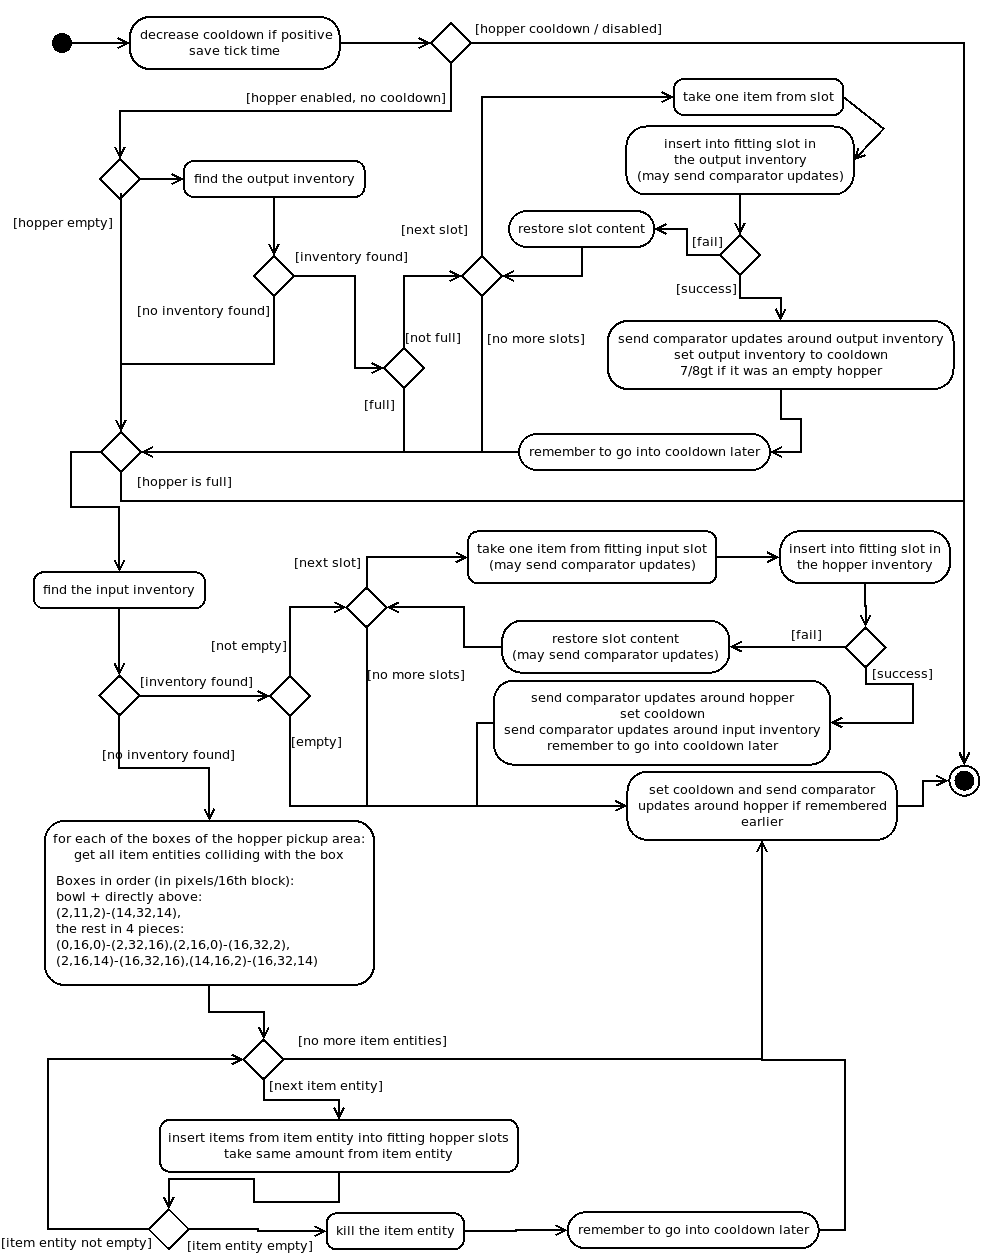 decrease cooldown if positive
save tick time
[hopper cooldown / disabled]
[hopper enabled, no cooldown]
take one item from slot
insert into fitting slot in
the output inventory
(may send comparator updates)
find the output inventory
[hopper empty]
[next slot]
restore slot content
[fail]
[inventory found]
[success]
[no inventory found]
[not full]
[no more slots]
send comparator updates around output inventory
set output inventory to cooldown
7/8gt if it was an empty hopper
[full]
remember to go into cooldown later
[hopper is full]
take one item from fitting input slot
(may send comparator updates)
insert into fitting slot in
the hopper inventory
[next slot]
find the input inventory
[not empty]
restore slot content
(may send comparator updates)
[fail]
[no more slots]
[success]
[inventory found]
send comparator updates around hopper
set cooldown
send comparator updates around input inventory
remember to go into cooldown later
[empty]
[no inventory found]
set cooldown and send comparator
updates around hopper if remembered
earlier
for each of the boxes of the hopper pickup area:
get all item entities colliding with the box
Boxes in order (in pixels/16th block):
bowl + directly above:
(2,11,2)-(14,32,14),
the rest in 4 pieces:
(0,16,0)-(2,32,16),(2,16,0)-(16,32,2),
(2,16,14)-(16,32,16),(14,16,2)-(16,32,14)
[no more item entities]
[next item entity]
insert items from item entity into fitting hopper slots
take same amount from item entity
[item entity not empty]
[item entity empty]
kill the item entity
remember to go into cooldown later